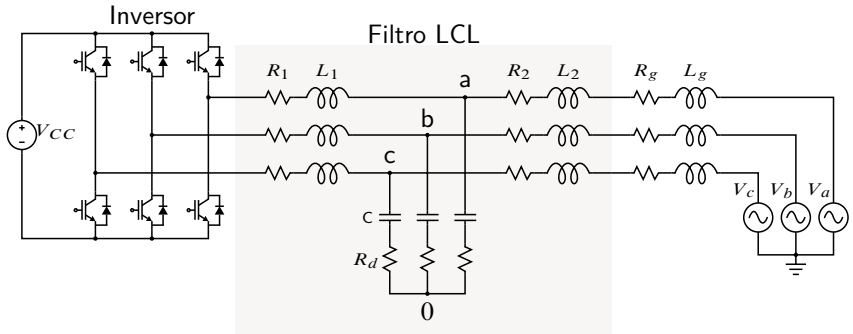 Inversor
Filtro LCL
R1 L1 a R2 L2 Rg Lg
b
VCC
+
−
c
Vc Vb Va
C
Rd
0